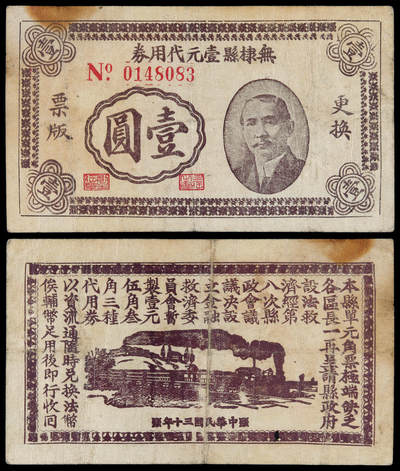 無棣縣壹元代用券
壹
壹
No. 0148083
更換
壹圓
票版
壹
壹
本縣單元角票極端缺乏
各區長一再呈請縣政府
設法救
濟經第
八次縣
政會議
議決設
立金融
救濟委
員會暫
製壹元
伍角叁
角三種
代用券
以資流通隨時兌換法幣
俟輔幣足用後即行收回
中華民國三十年